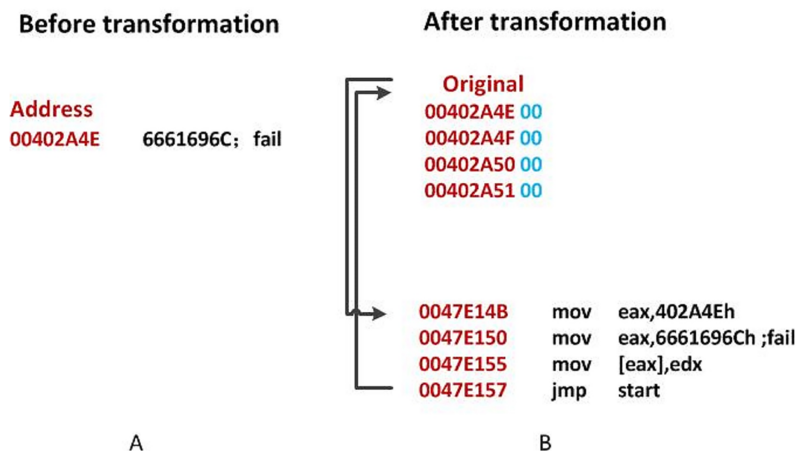 Before transformation
After transformation
Address
00402A4E 6661696C; fail
Original
00402A4E 00
00402A4F 00
00402A50 00
00402A51 00
0047E14B mov eax,402A4Eh
0047E150 mov eax,6661696Ch ;fail
0047E155 mov [eax],edx
0047E157 jmp start
A
B